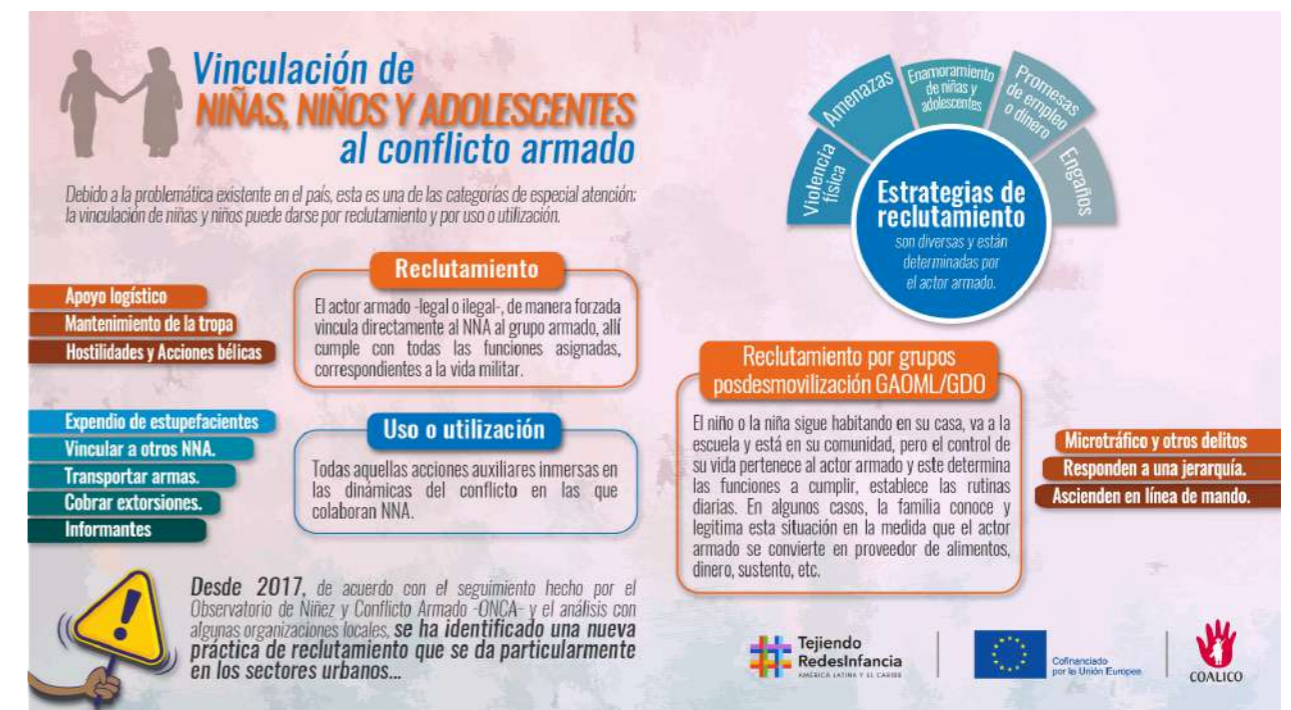 Vinculación de
NIÑAS, NIÑOS Y ADOLESCENTES
al conflicto armado
Debido a la problemática existente en el país, esta es una de las categorías de especial atención:
la vinculación de niñas y niños puede darse por reclutamiento y por uso o utilización.
Apoyo logístico
Mantenimiento de la tropa
Hostilidades y Acciones bélicas
Reclutamiento
El actor armado -legal o ilegal-, de manera forzada
vincula directamente al NNA al grupo armado, allí
cumple con todas las funciones asignadas,
correspondientes a la vida militar.
Expendio de estupefacientes
Vincular a otros NNA.
Transportar armas.
Cobrar extorsiones.
Informantes
Uso o utilización
Todas aquellas acciones auxiliares inmersas en
las dinámicas del conflicto en las que
colaboran NNA.
Desde 2017, de acuerdo con el seguimiento hecho por el
Observatorio de Niñez y Conflicto Armado -ONCA- y el análisis con
algunas organizaciones locales, se ha identificado una nueva
práctica de reclutamiento que se da particularmente
en los sectores urbanos...
Violencia
física
Amenazas
Enamoramiento
de niñas y
adolescentes
Promesas
de empleo
o dinero
Engaños
Estrategias de
reclutamiento
son diversas y están
determinadas por
el actor armado.
Reclutamiento por grupos
posdesmovilización GAOML/GDO
El niño o la niña sigue habitando en su casa, va a la
escuela y está en su comunidad, pero el control de
su vida pertenece al actor armado y este determina
las funciones a cumplir, establece las rutinas
diarias. En algunos casos, la familia conoce y
legitima esta situación en la medida que el actor
armado se convierte en proveedor de alimentos,
dinero, sustento, etc.
Microtráfico y otros delitos
Responden a una jerarquía.
Ascienden en línea de mando.
Tejiendo
RedesInfancia
AMÉRICA LATINA Y EL CARIBE
Cofinanciado
por la Unión Europea
COALICO